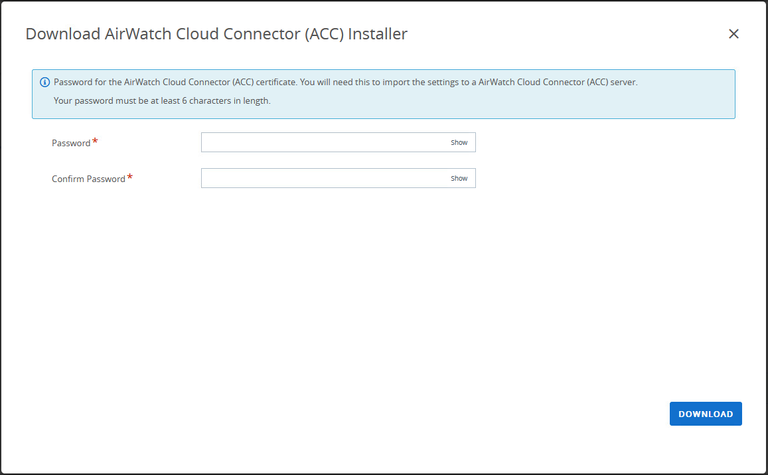 Download AirWatch Cloud Connector (ACC) Installer
Password for the AirWatch Cloud Connector (ACC) certificate. You will need this to import the settings to a AirWatch Cloud Connector (ACC) server.
Your password must be at least 6 characters in length.
Password* Show
Confirm Password* Show
DOWNLOAD